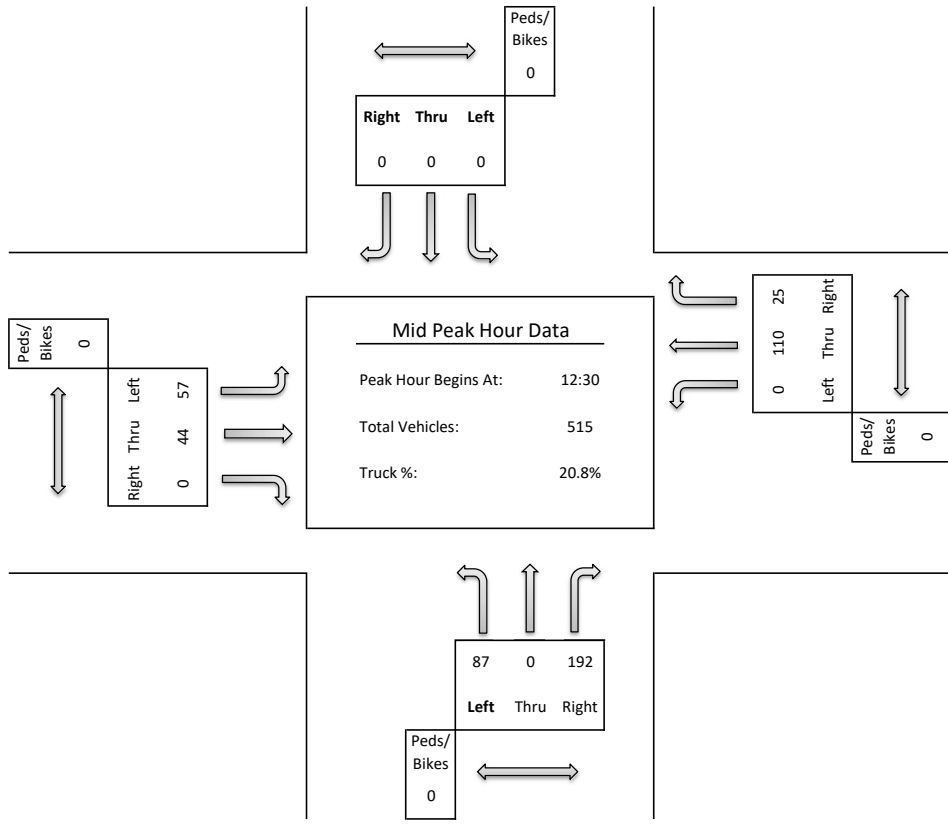 Peds/
Bikes
0
Right Thru Left
0 0 0
25 Right
110 Thru
0 Left
Peds/
Bikes
0
Peds/
Bikes
0
Left 57
Thru 44
Right 0
Mid Peak Hour Data
Peak Hour Begins At: 12:30
Total Vehicles: 515
Truck %: 20.8%
87 0 192
Left Thru Right
Peds/
Bikes
0